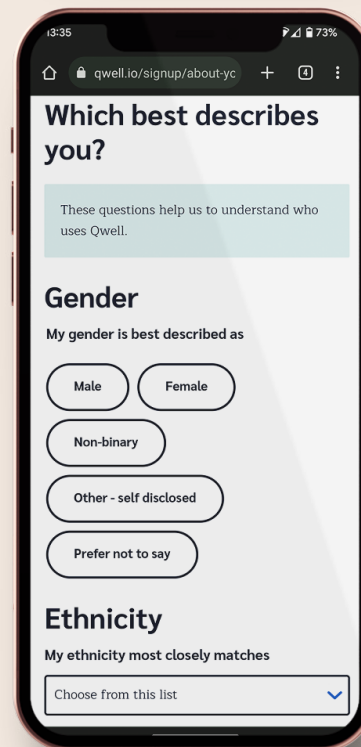 13:35
73%
qwell.io/signup/about-yc
4
Which best describes
you?
These questions help us to understand who
uses Qwell.
Gender
My gender is best described as
Male
Female
Non-binary
Other - self disclosed
Prefer not to say
Ethnicity
My ethnicity most closely matches
Choose from this list